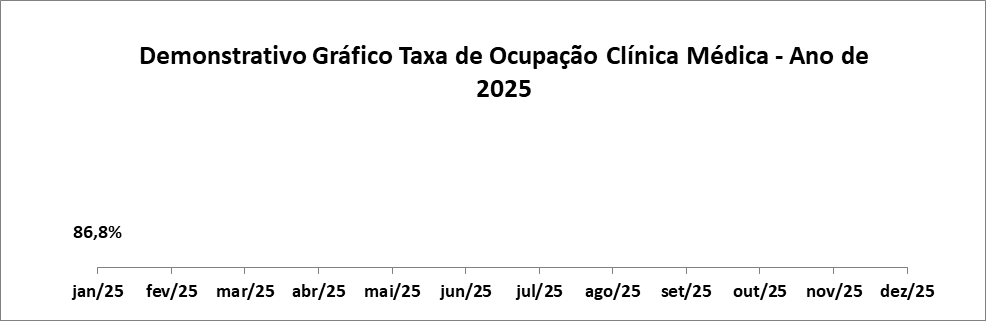 Demonstrativo Gráfico Taxa de Ocupação Clínica Médica - Ano de
2025
86,8%
jan/25 fev/25 mar/25 abr/25 mai/25 jun/25 jul/25 ago/25 set/25 out/25 nov/25 dez/25